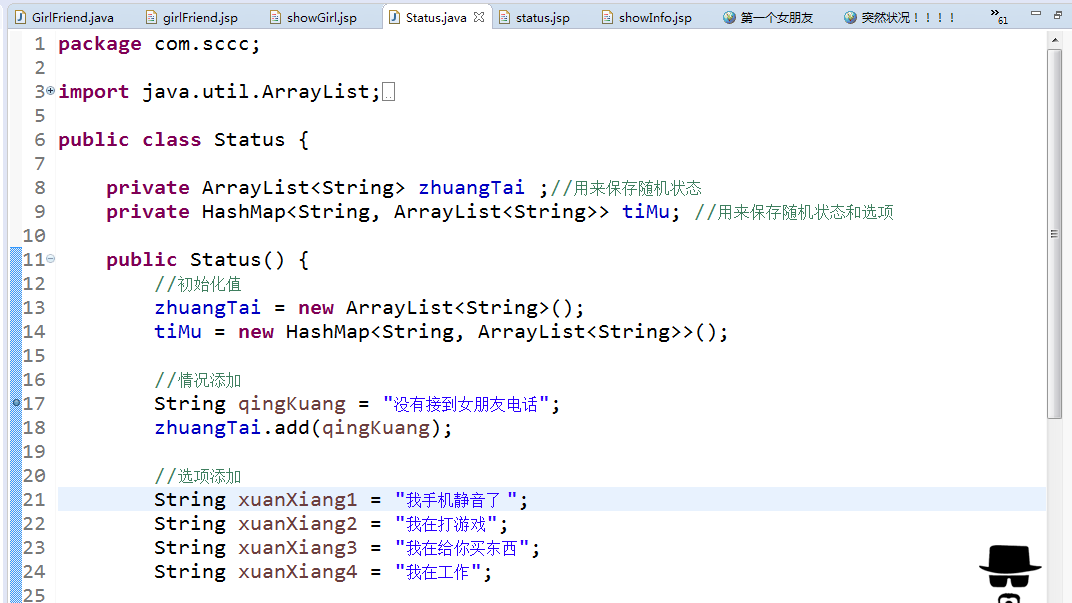 GirlFriend.java girlFriend.jsp showGirl.jsp Status.java status.jsp showInfo.jsp 第一个女朋友 突然状况！！！！ »61
1 package com.sccc;
2
3 import java.util.ArrayList;
5
6 public class Status {
7
8 private ArrayList<String> zhuangTai ;//用来保存随机状态
9 private HashMap<String, ArrayList<String>> tiMu; //用来保存随机状态和选项
10
11 public Status() {
12 //初始化值
13 zhuangTai = new ArrayList<String>();
14 tiMu = new HashMap<String, ArrayList<String>>();
15
16 //情况添加
17 String qingKuang = "没有接到女朋友电话";
18 zhuangTai.add(qingKuang);
19
20 //选项添加
21 String xuanXiang1 = "我手机静音了 ";
22 String xuanXiang2 = "我在打游戏";
23 String xuanXiang3 = "我在给你买东西";
24 String xuanXiang4 = "我在工作";
25